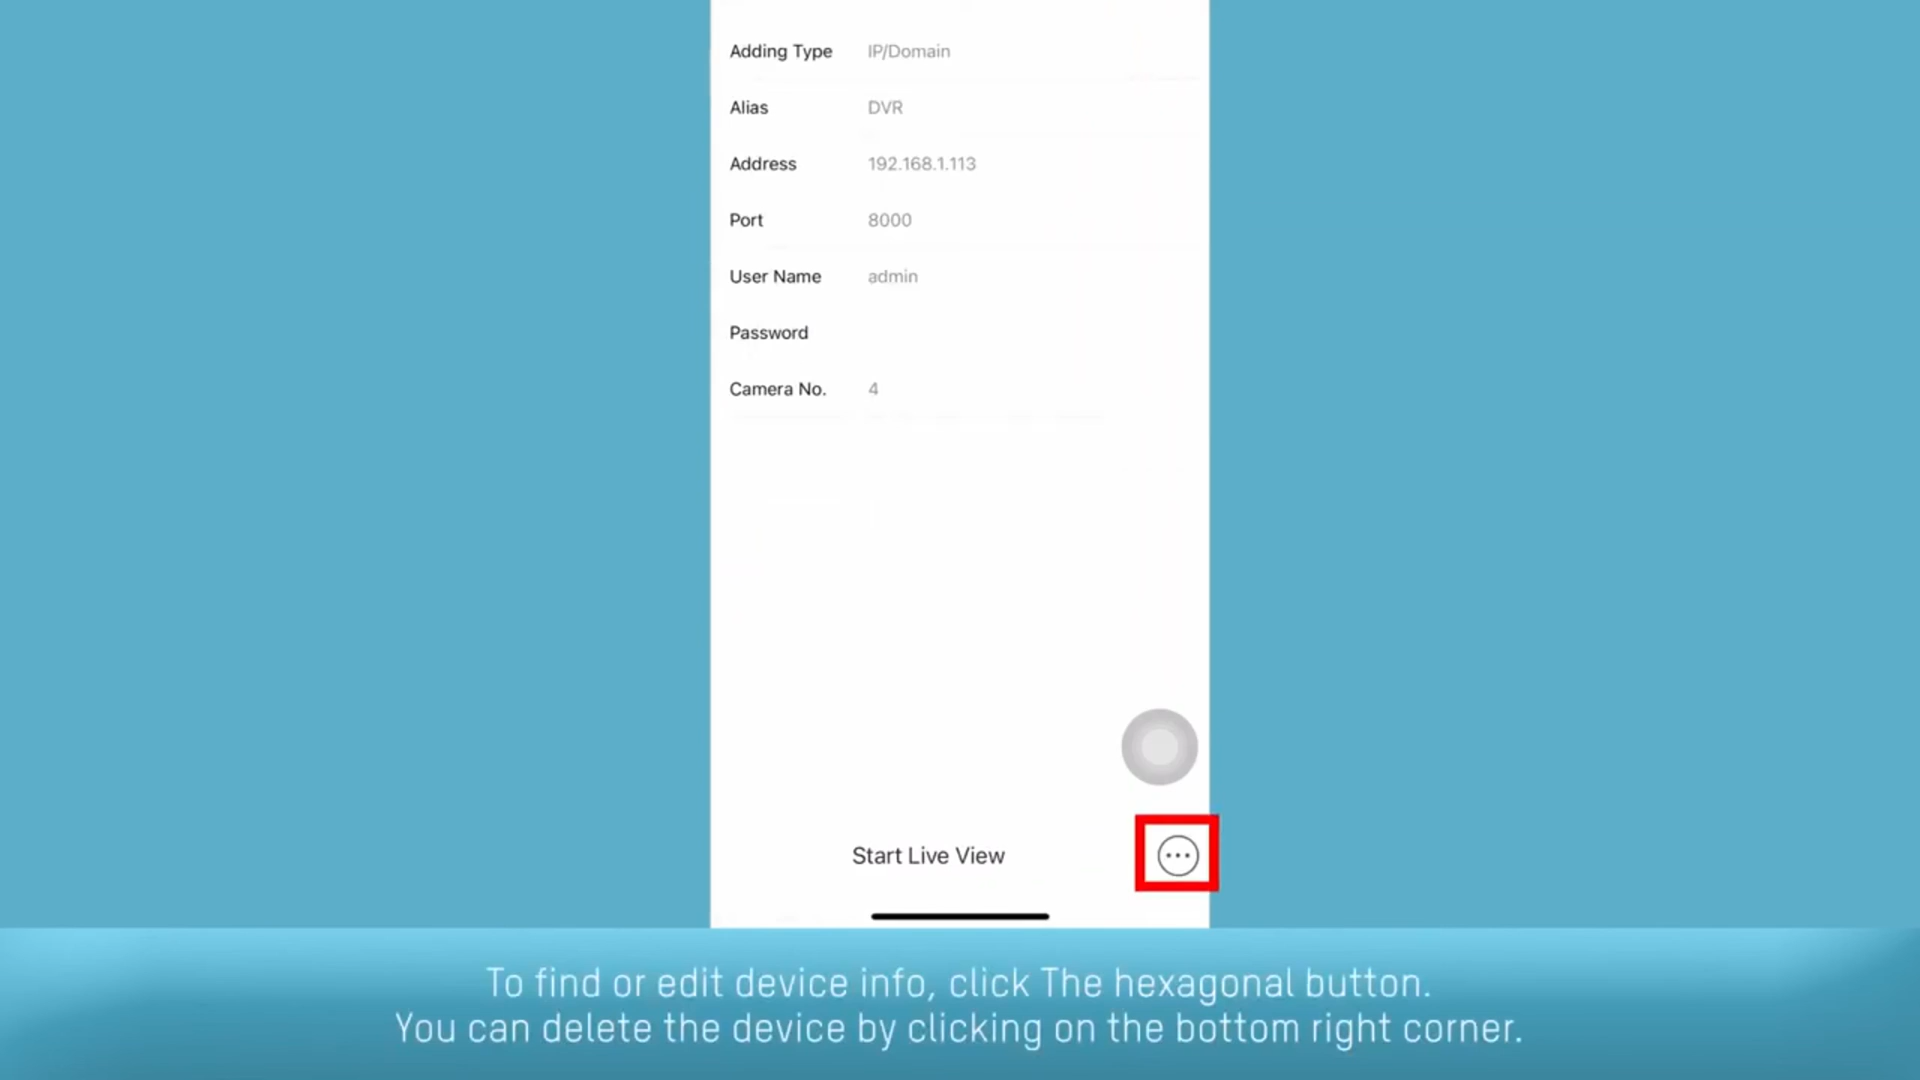 Adding Type IP/Domain
Alias DVR
Address 192.168.1.113
Port 8000
User Name admin
Password
Camera No. 4
Start Live View
To find or edit device info, click The hexagonal button.
You can delete the device by clicking on the bottom right corner.